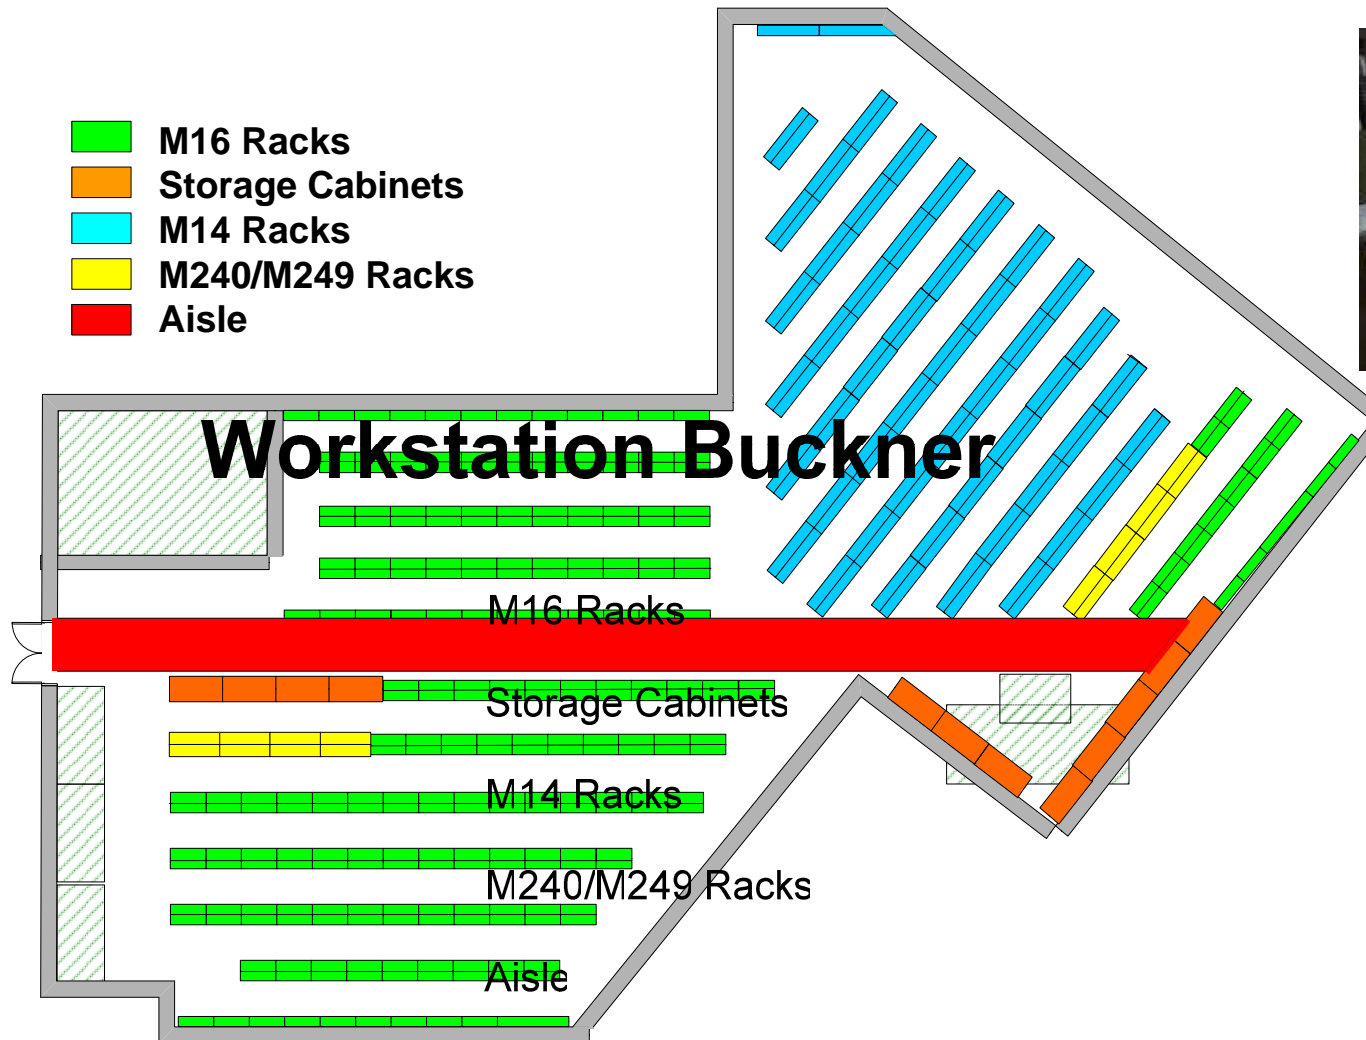 M16 Racks
Storage Cabinets
M14 Racks
M240/M249 Racks
Aisle
Workstation Buckner
M16 Racks
Storage Cabinets
M14 Racks
M240/M249 Racks
Aisle